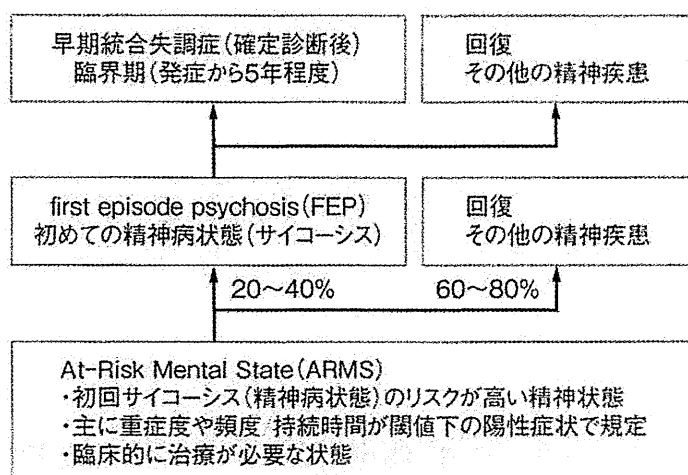 早期統合失調症(確定診断後)
臨界期(発症から5年程度)
回復
その他の精神疾患
first episode psychosis(FEP)
初めての精神病状態(サイコーシス)
回復
その他の精神疾患
20〜40%
60〜80%
At-Risk Mental State(ARMS)
・初回サイコーシス(精神病状態)のリスクが高い精神状態
・主に重症度や頻度/持続時間が閾値下の陽性症状で規定
・臨床的に治療が必要な状態